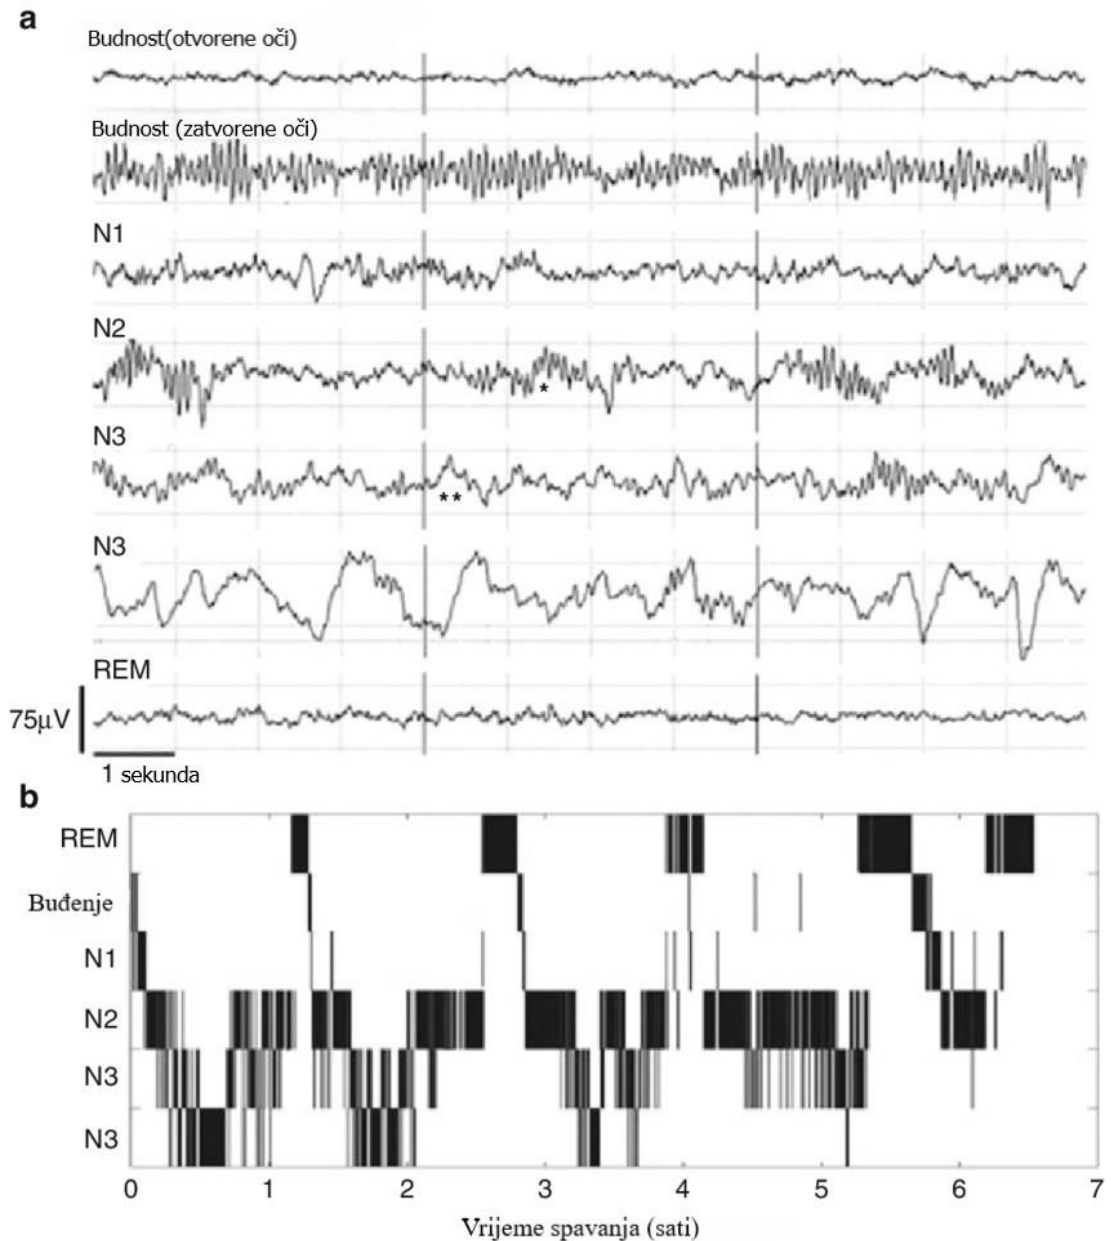 a
Budnost(otvorene oči)
Budnost (zatvorene oči)
N1
N2
*
N3
**
N3
REM
75μV
1 sekunda
b
REM
Buđenje
N1
N2
N3
N3
0 1 2 3 4 5 6 7
Vrijeme spavanja (sati)